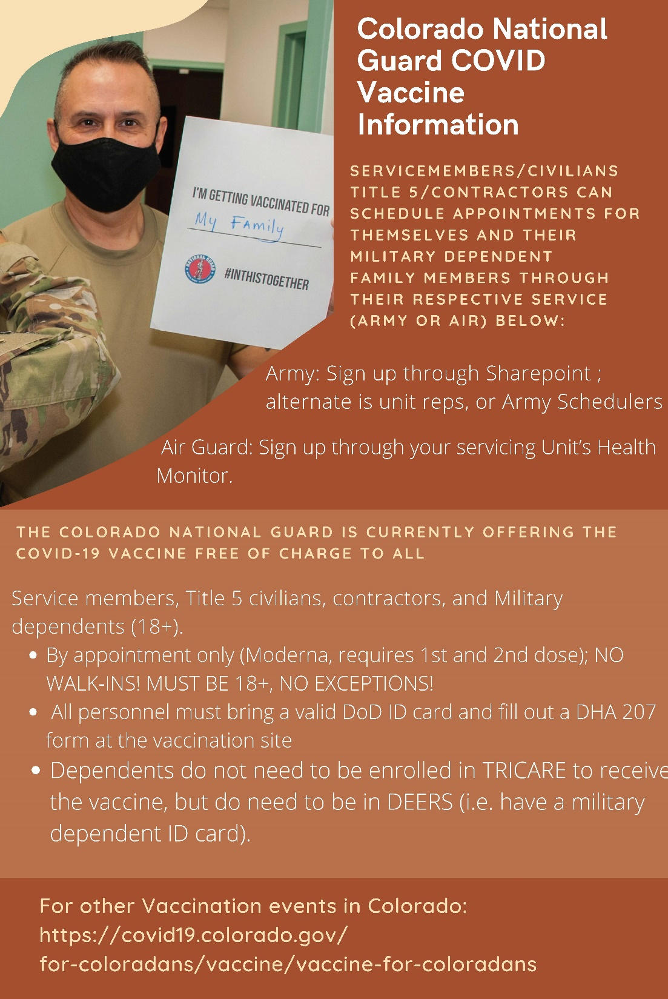 Colorado National
Guard COVID
Vaccine
Information
SERVICEMEMBERS/CIVILIANS
TITLE 5/CONTRACTORS CAN
SCHEDULE APPOINTMENTS FOR
THEMSELVES AND THEIR
MILITARY DEPENDENT
FAMILY MEMBERS THROUGH
THEIR RESPECTIVE SERVICE
(ARMY OR AIR) BELOW:
I'M GETTING VACCINATED FOR
My Family
#INTHISTOGETHER
Army: Sign up through Sharepoint ;
alternate is unit reps, or Army Schedulers
Air Guard: Sign up through your servicing Unit’s Health
Monitor.
THE COLORADO NATIONAL GUARD IS CURRENTLY OFFERING THE
COVID-19 VACCINE FREE OF CHARGE TO ALL
Service members, Title 5 civilians, contractors, and Military
dependents (18+).
• By appointment only (Moderna, requires 1st and 2nd dose); NO
WALK-INS! MUST BE 18+, NO EXCEPTIONS!
• All personnel must bring a valid DoD ID card and fill out a DHA 207
form at the vaccination site
• Dependents do not need to be enrolled in TRICARE to receive
the vaccine, but do need to be in DEERS (i.e. have a military
dependent ID card).
For other Vaccination events in Colorado:
https://covid19.colorado.gov/
for-coloradans/vaccine/vaccine-for-coloradans